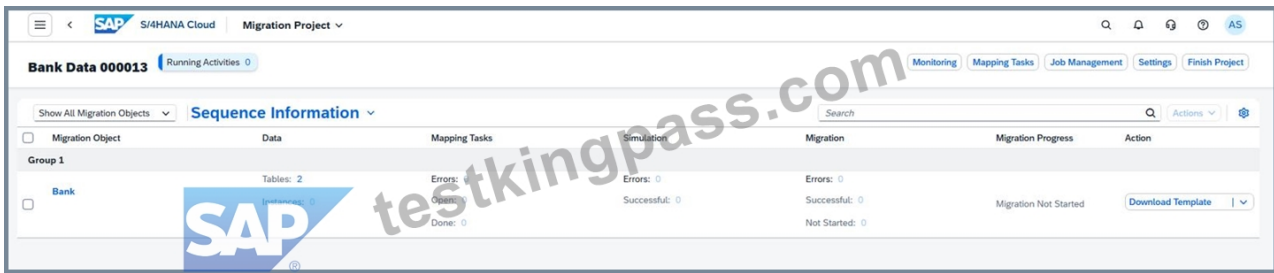 SAP S/4HANA Cloud Migration Project AS
Bank Data 000013 Running Activities 0 Monitoring Mapping Tasks Job Management Settings Finish Project
Show All Migration Objects Sequence Information Search Actions
Migration Object Data Mapping Tasks Simulation Migration Migration Progress Action
Group 1
Bank Tables: 2 Errors: Errors: 0 Errors: 0
Instances: 0 Open: Successful: 0 Successful: 0 Migration Not Started Download Template
Done: 0 Not Started: 0
SAP ®
testkingpass.com